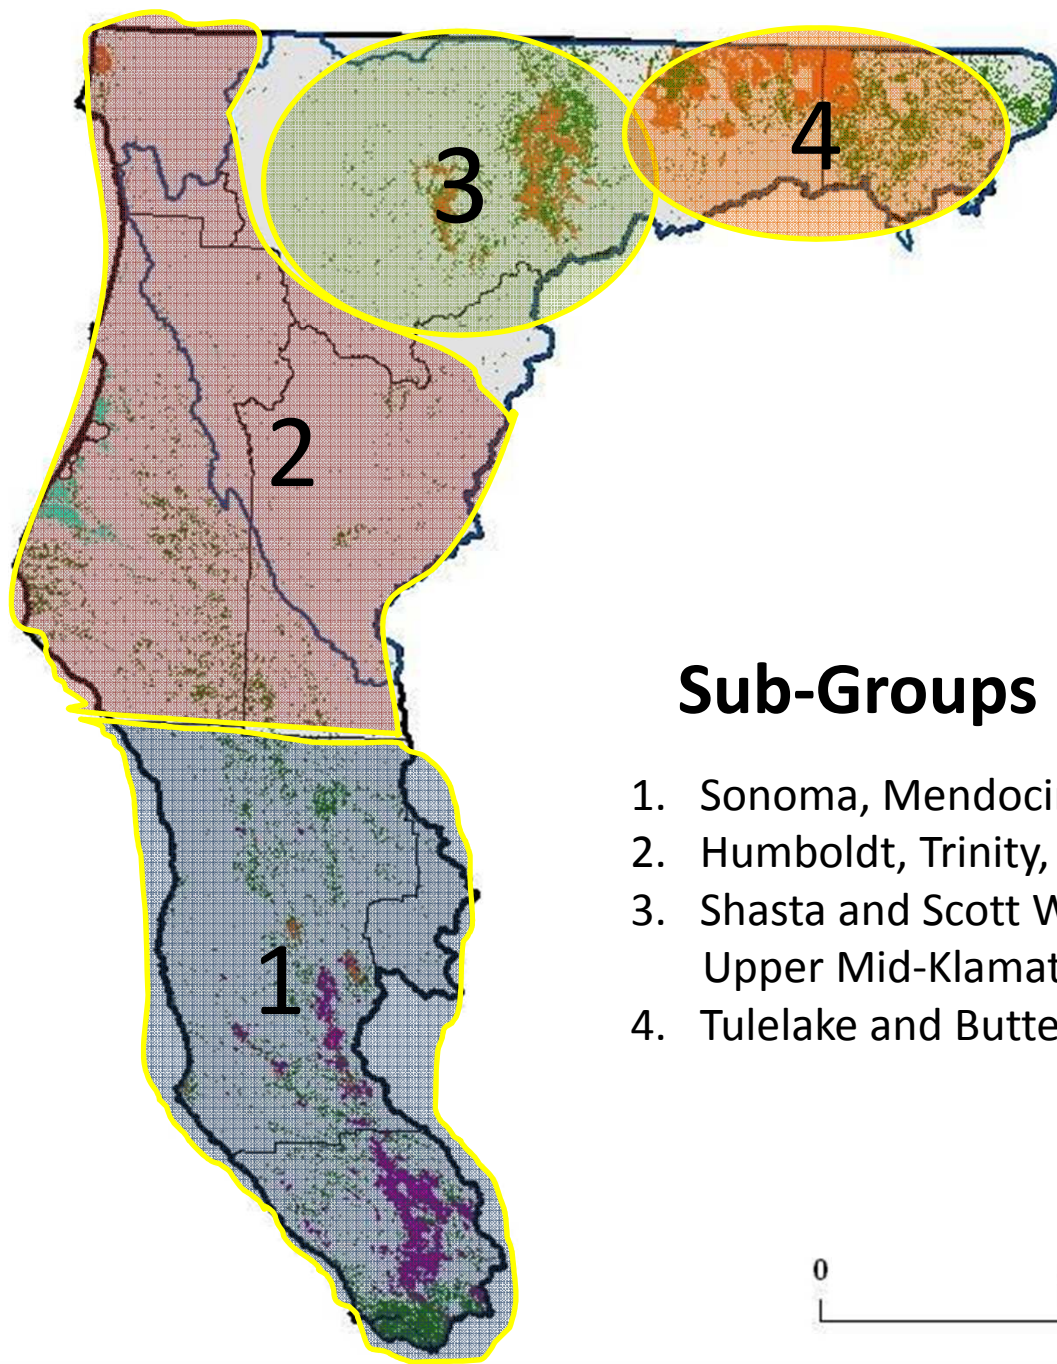 3
4
2
1
Sub-Groups
1. Sonoma, Mendoci
2. Humboldt, Trinity,
3. Shasta and Scott W
Upper Mid-Klamat
4. Tulelake and Butte
0